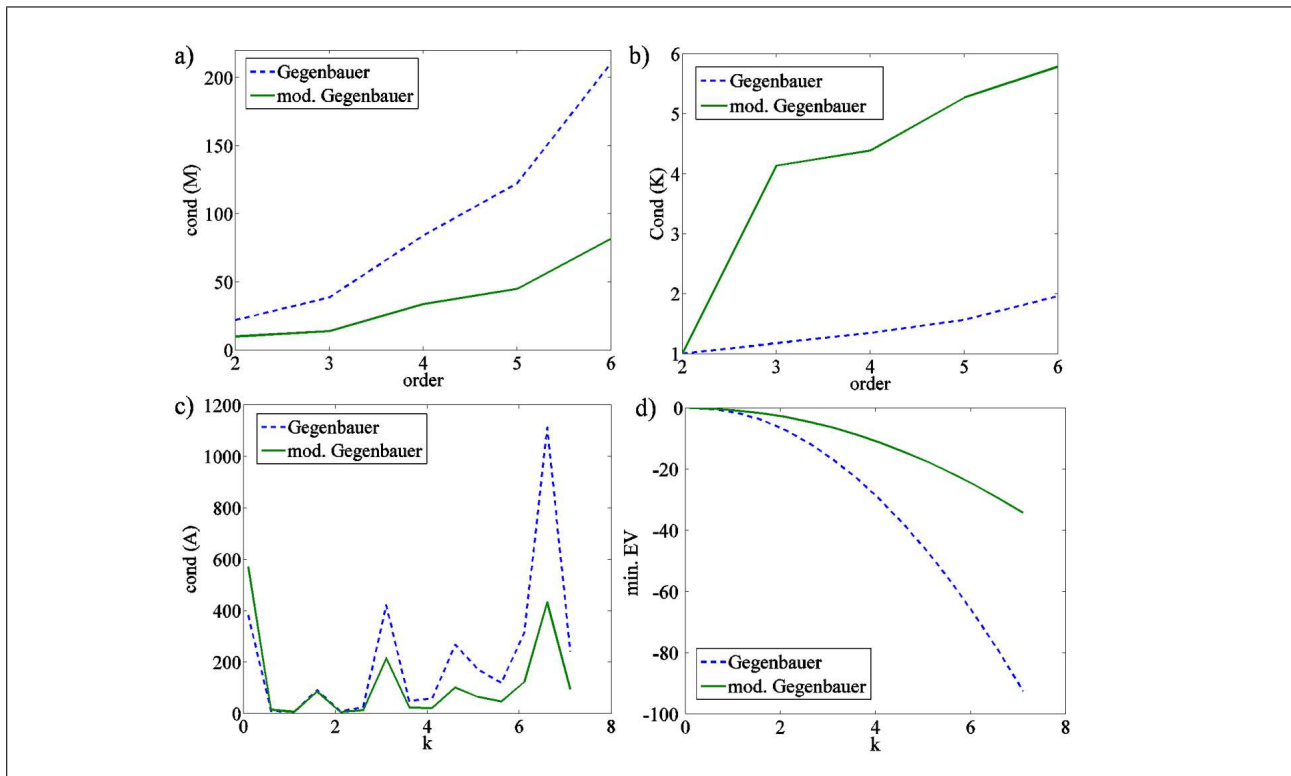 a)
Gegenbauer
mod. Gegenbauer
cond (M)
200
150
100
50
0
2
3
4
5
6
order
b)
Gegenbauer
mod. Gegenbauer
Cond (K)
6
5
4
3
2
1
2
3
4
5
6
order
c)
Gegenbauer
mod. Gegenbauer
cond (A)
1200
1000
800
600
400
200
0
0
2
4
6
8
k
d)
Gegenbauer
mod. Gegenbauer
min. EV
0
-20
-40
-60
-80
-100
0
2
4
6
8
k